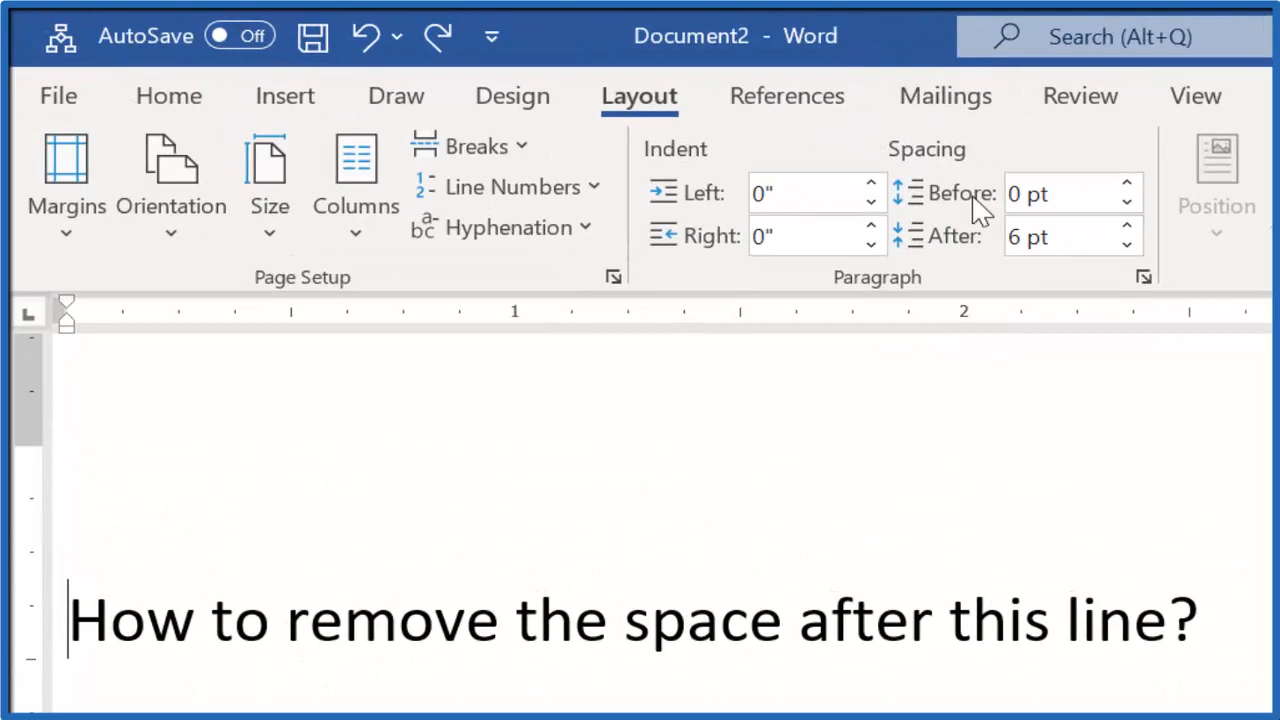 AutoSave Off Document2 - Word Search (Alt+Q)
File Home Insert Draw Design Layout References Mailings Review View
Margins
Orientation
Size
Columns
Breaks
Line Numbers
Hyphenation
Page Setup
Indent
Left: 0"
Right: 0"
Spacing
Before: 0 pt
After: 6 pt
Paragraph
Position
L
1 2
How to remove the space after this line?